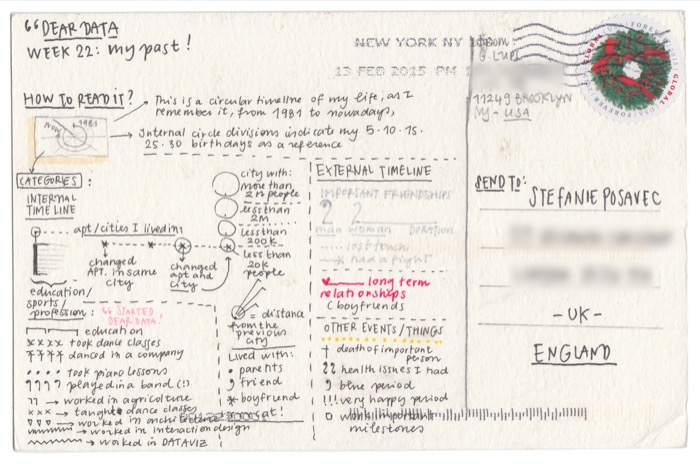 “DEAR DATA
WEEK 22: my past!
NEW YORK NY
13 FEB 2015 PM
From:
G. LUPI
11249 BROOKLYN
NY - USA
GLOBAL
FOREVER
HOW TO READ IT?
This is a circular timeline of my life, as I
remember it, from 1981 to nowadays,
NOW
1981
Internal circle divisions indicate my 5-10-15-
25-30 birthdays as a reference
CATEGORIES:
INTERNAL
TIMELINE
apt/cities I lived in:
changed
APT. in same
city
changed
apt and
city
education/
sports/
profession:
“STARTED
DEAR DATA!
education
took dance classes
danced in a company
took piano lessons
played in a band (!)
worked in agriculture
taught dance classes
worked in architecture
worked in interaction design
worked in DATAVIZ
city with:
more than
2M people
less than
2M
less than
200k
less than
20k
people
= distance
from the
previous
city
Lived with:
parents
friend
boyfriend
cat!
EXTERNAL TIMELINE
IMPORTANT FRIENDSHIPS
man woman DURATION
lost touch
had a fight
long term
relationships
(boyfriends
OTHER EVENTS/THINGS
death of important
person
health issues I had
blue period
!!! very happy period
work important
milestones
SEND TO:
STEFANIE POSAVEC
- UK -
ENGLAND